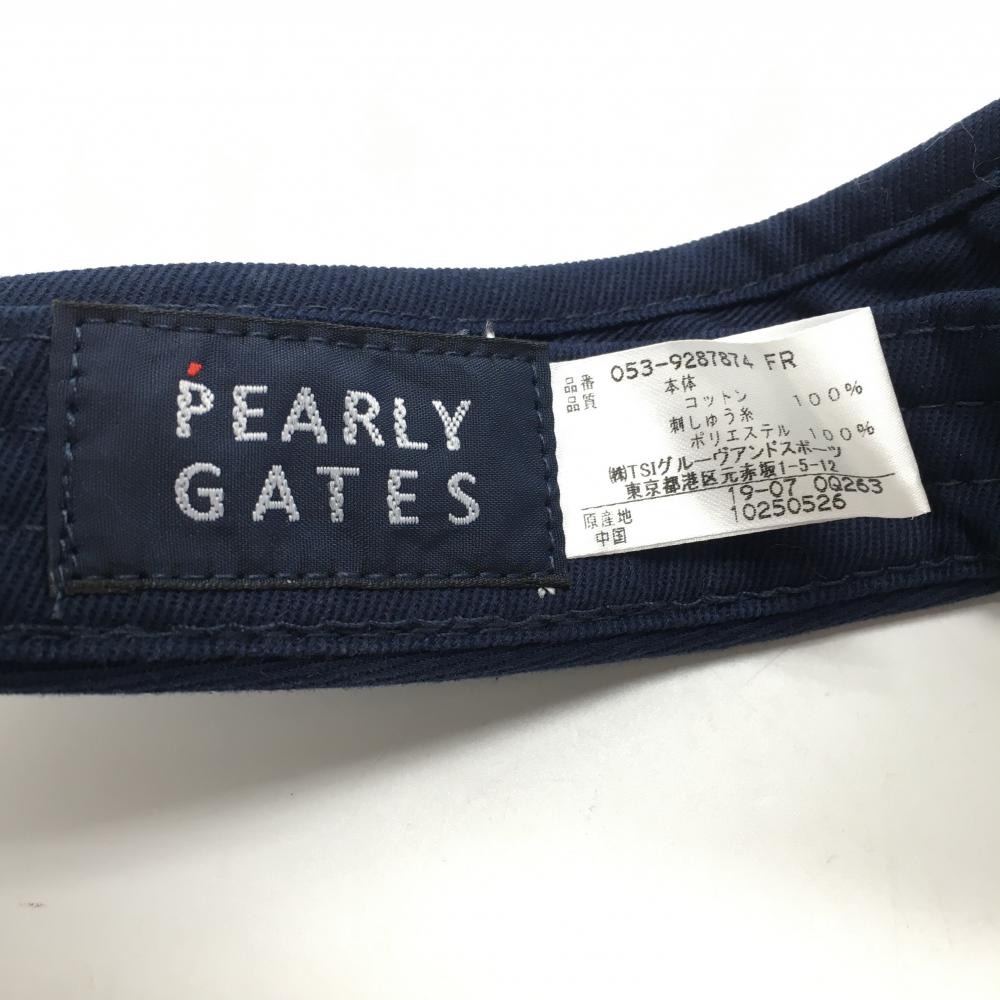 PEARLY
GATES
品番 053-9287874 FR
品質 本体
コットン 100%
刺しゅう糸
ポリエステル 100%
㈱TSIグルーヴアンドスポーツ
東京都港区元赤坂1-5-12
19-07 0Q263
原産地 10250526
中国